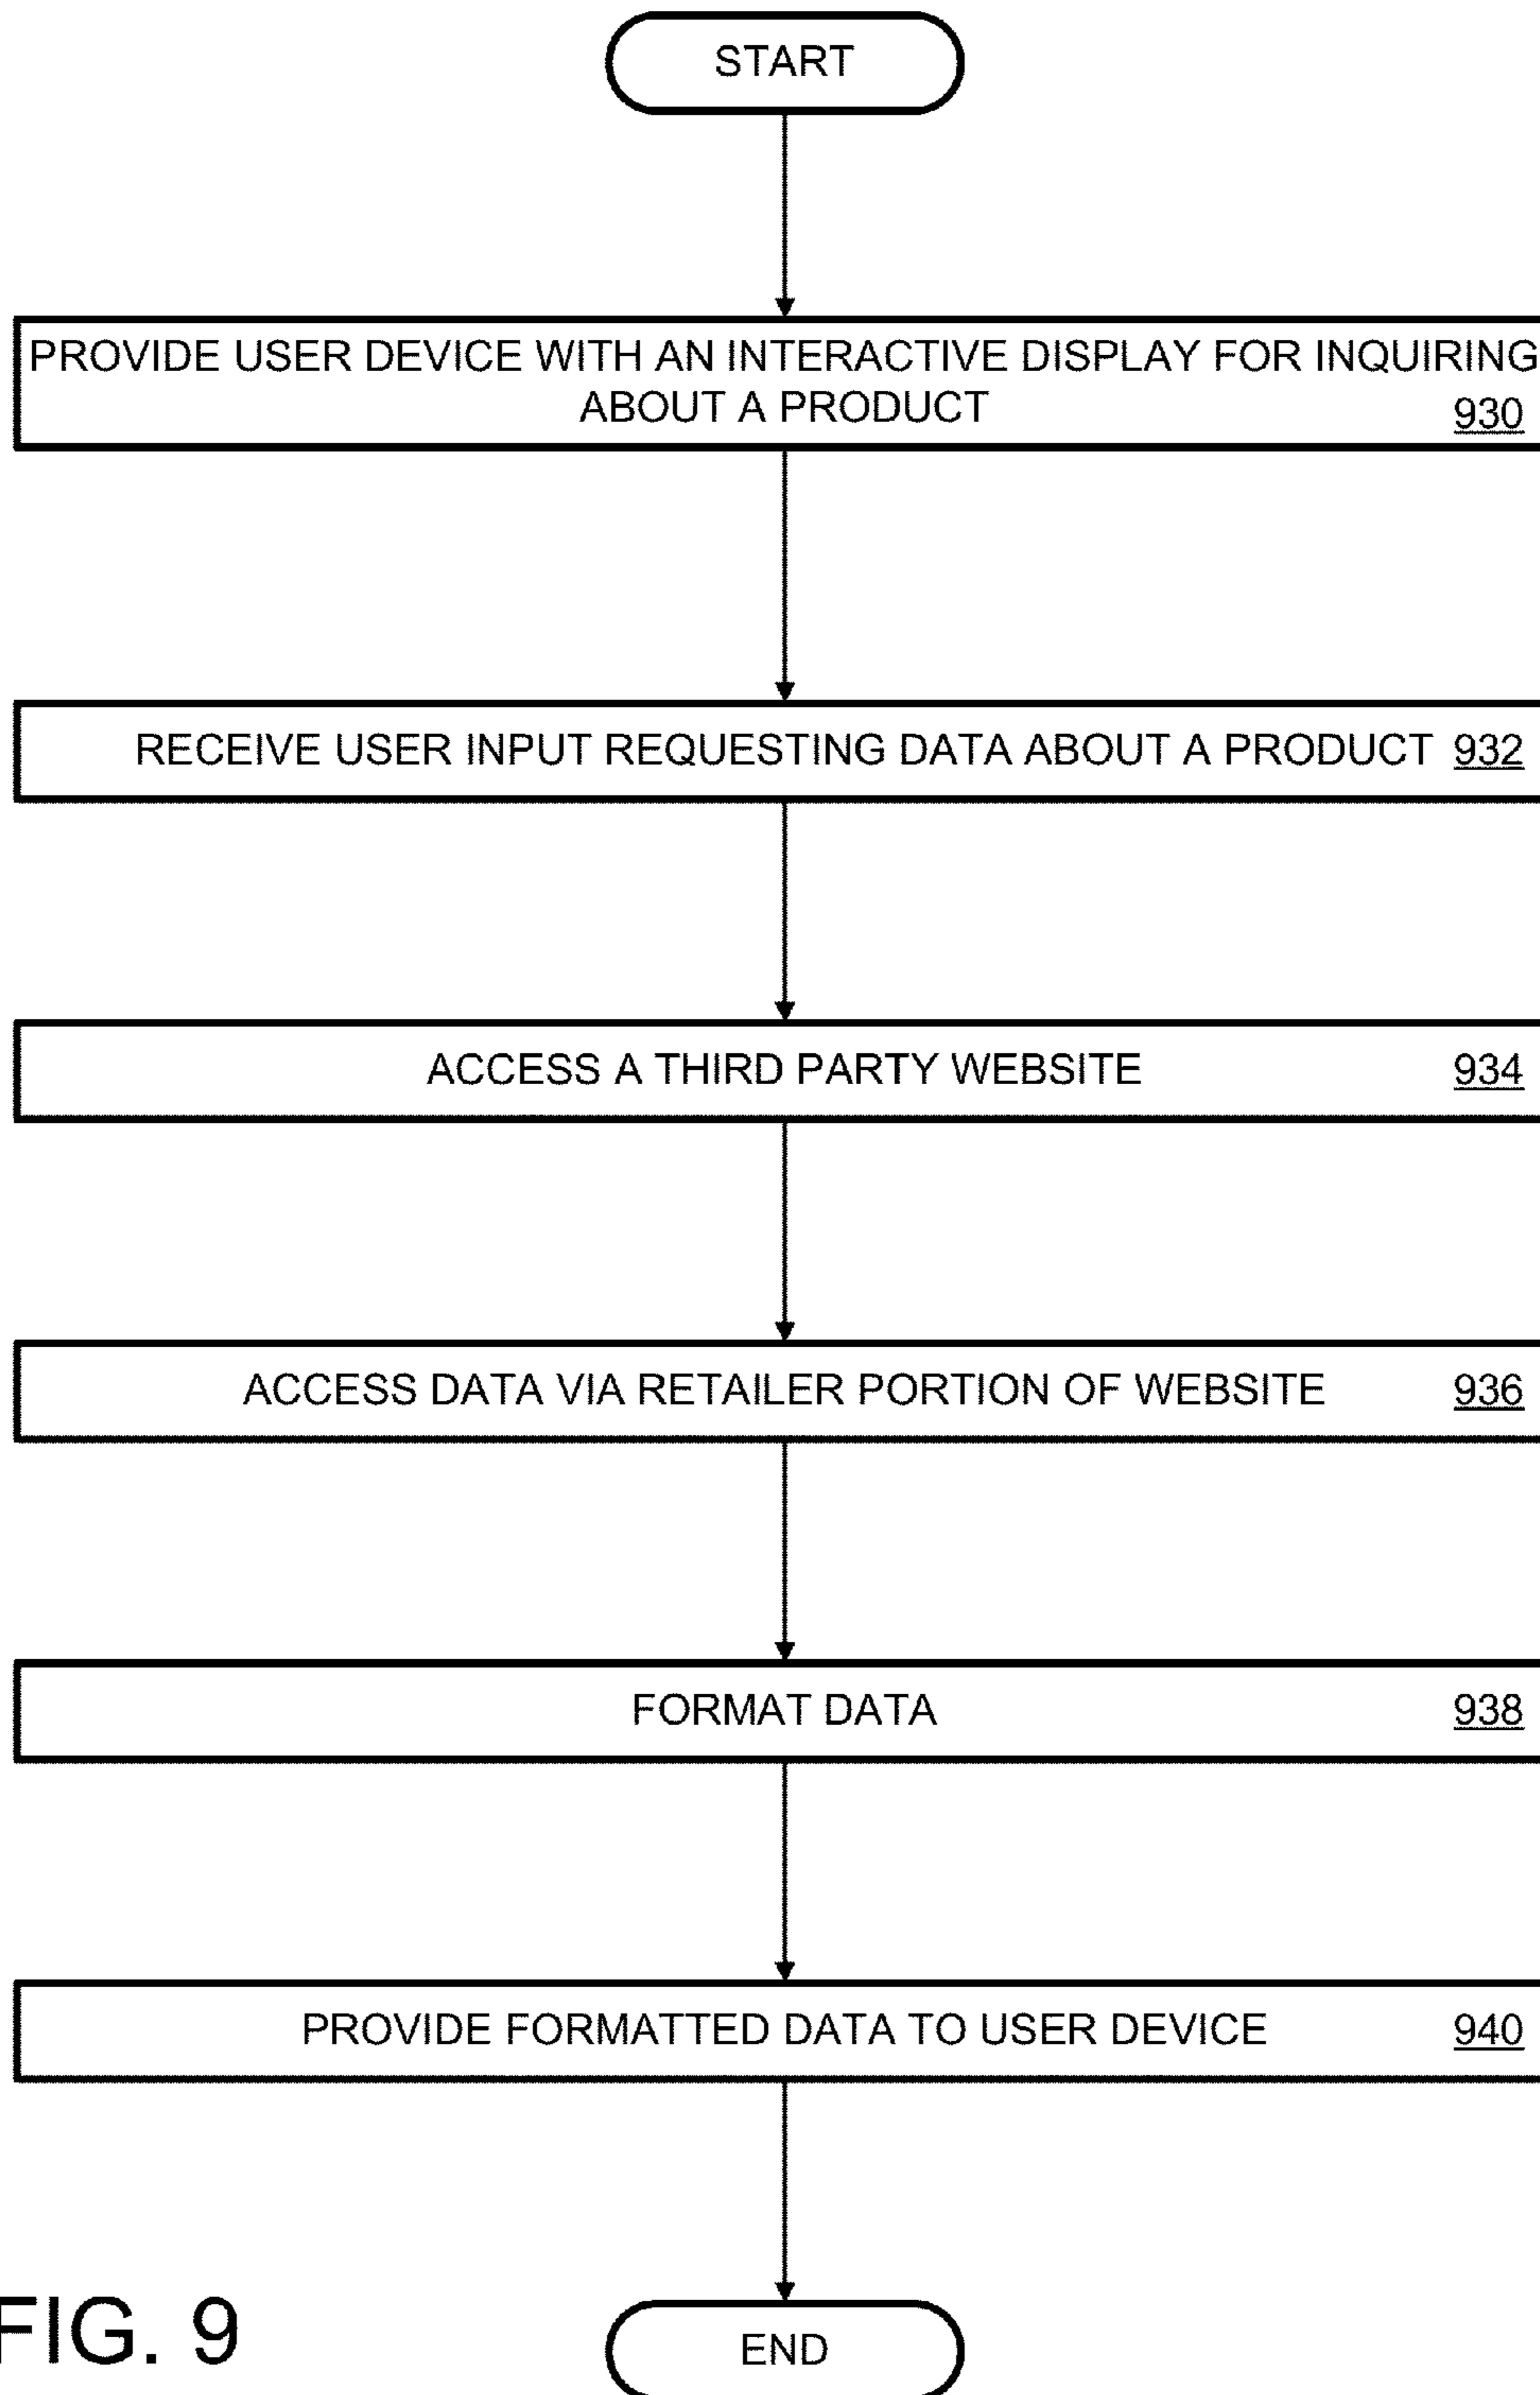 START
PROVIDE USER DEVICE WITH AN INTERACTIVE DISPLAY FOR INQUIRING
ABOUT A PRODUCT 930
RECEIVE USER INPUT REQUESTING DATA ABOUT A PRODUCT 932
ACCESS A THIRD PARTY WEBSITE 934
ACCESS DATA VIA RETAILER PORTION OF WEBSITE 936
FORMAT DATA 938
PROVIDE FORMATTED DATA TO USER DEVICE 940
END
FIG. 9